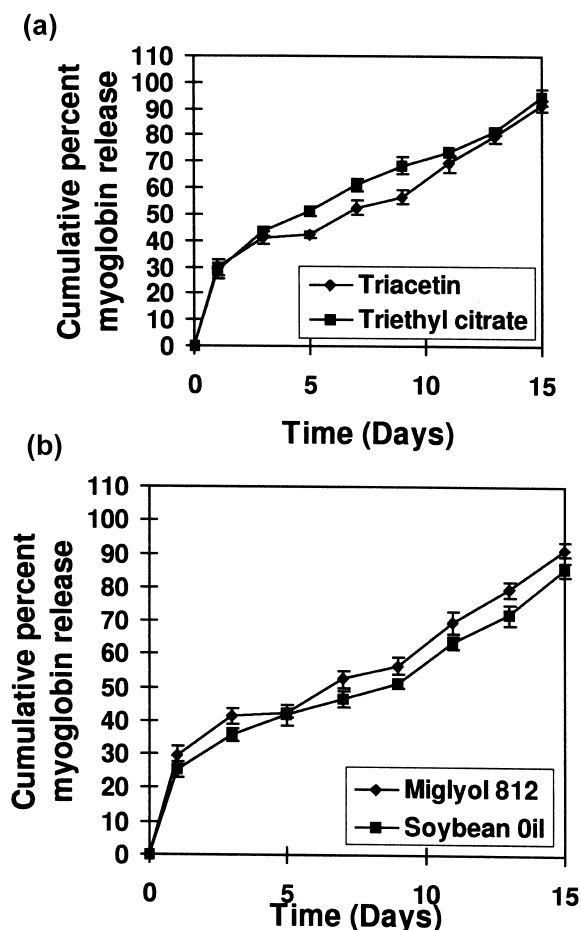 (a)
Cumulative percent
myoglobin release
110
100
90
80
70
60
50
40
30
20
10
0
Triacetin
Triethyl citrate
0 5 10 15
Time (Days)
(b)
Cumulative percent
myoglobin release
110
100
90
80
70
60
50
40
30
20
10
0
Miglyol 812
Soybean 0il
0 5 10 15
Time (Days)